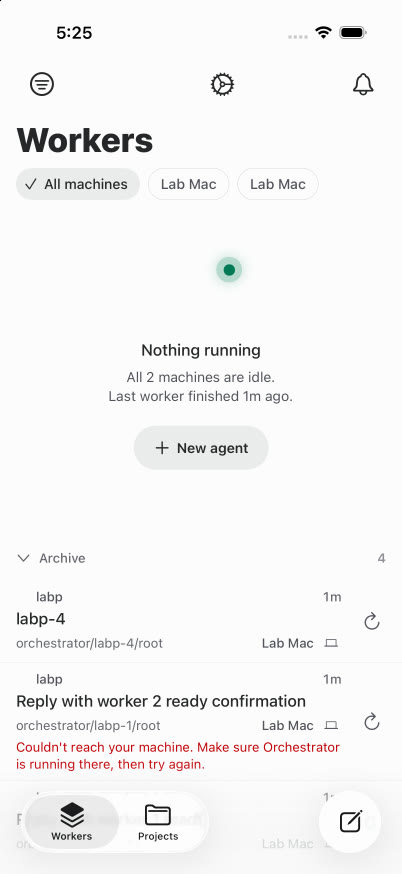 5:25
Workers
All machines
Lab Mac
Lab Mac
Nothing running
All 2 machines are idle.
Last worker finished 1m ago.
New agent
Archive
4
labp
1m
labp-4
orchestrator/labp-4/root
Lab Mac
labp
1m
Reply with worker 2 ready confirmation
orchestrator/labp-1/root
Lab Mac
Couldn't reach your machine. Make sure Orchestrator
is running there, then try again.
Lab Mac
Workers
Projects